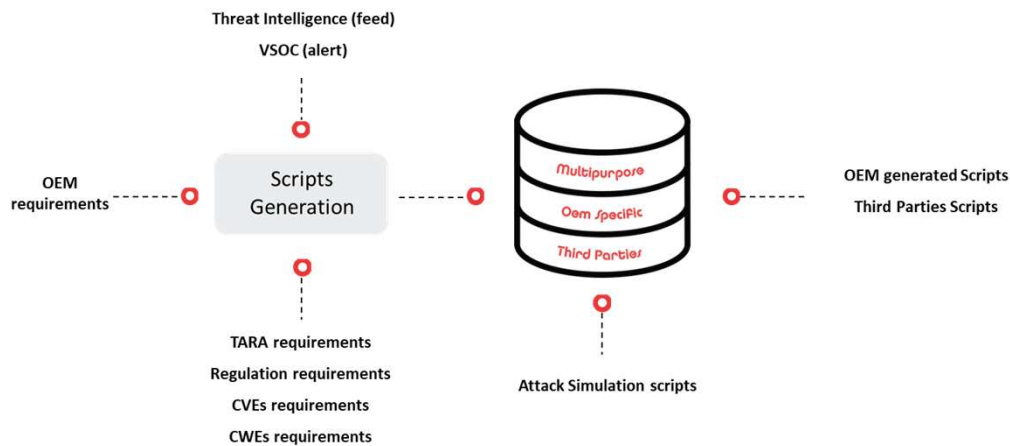 Threat Intelligence (feed)
VSOC (alert)
OEM
requirements
Scripts
Generation
Multipurpose
Oem Specific
Third Parties
OEM generated Scripts
Third Parties Scripts
TARA requirements
Regulation requirements
CVEs requirements
CWEs requirements
Attack Simulation scripts